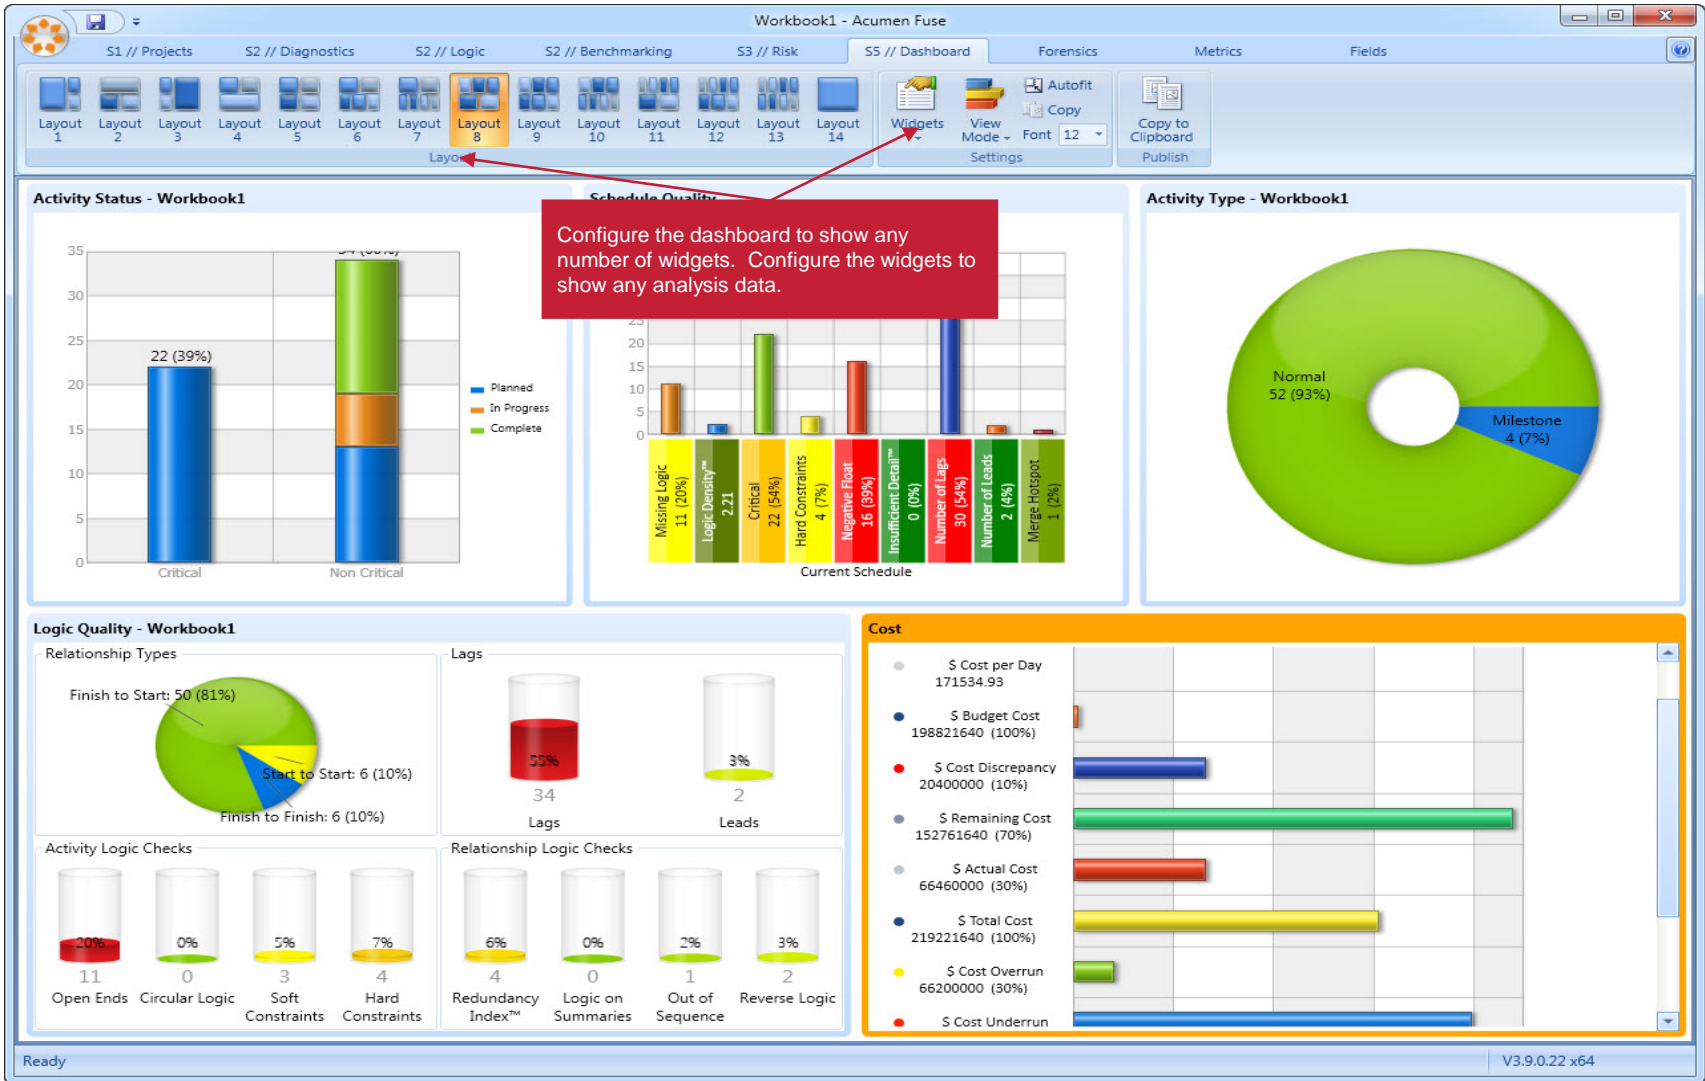 Workbook1 - Acumen Fuse
S1 // Projects
S2 // Diagnostics
S2 // Logic
S2 // Benchmarking
S3 // Risk
S5 // Dashboard
Forensics
Metrics
Fields
Layout 1
Layout 2
Layout 3
Layout 4
Layout 5
Layout 6
Layout 7
Layout 8
Layout 9
Layout 10
Layout 11
Layout 12
Layout 13
Layout 14
Widgets
View
Mode
Autofit
Copy
Font 12
Copy to
Clipboard
Settings
Publish
Configure the dashboard to show any
number of widgets. Configure the widgets to
show any analysis data.
Activity Status - Workbook1
35
30
25
20
15
10
5
0
22 (39%)
Critical
Non Critical
Planned
In Progress
Complete
Schedule Quality
25
20
15
10
5
0
Missing Logic
11 (20%)
Logic Density™
2.21
Critical
22 (54%)
Hard Constraints
4 (7%)
Negative Float
16 (39%)
Insufficient Detail™
0 (0%)
Number of Lags
30 (54%)
Number of Leads
2 (4%)
Merge Hotspot
1 (2%)
Current Schedule
Activity Type - Workbook1
Normal
52 (93%)
Milestone
4 (7%)
Logic Quality - Workbook1
Relationship Types
Finish to Start: 50 (81%)
Start to Start: 6 (10%)
Finish to Finish: 6 (10%)
Lags
55%
34
Lags
3%
2
Leads
Activity Logic Checks
20%
11
Open Ends
0%
0
Circular Logic
5%
3
Soft
Constraints
7%
4
Hard
Constraints
Relationship Logic Checks
6%
4
Redundancy
Index™
0%
0
Logic on
Summaries
2%
1
Out of
Sequence
3%
2
Reverse Logic
Cost
$ Cost per Day
171534.93
$ Budget Cost
198821640 (100%)
$ Cost Discrepancy
20400000 (10%)
$ Remaining Cost
152761640 (70%)
$ Actual Cost
66460000 (30%)
$ Total Cost
219221640 (100%)
$ Cost Overrun
66200000 (30%)
$ Cost Underrun
Ready
V3.9.0.22 x64